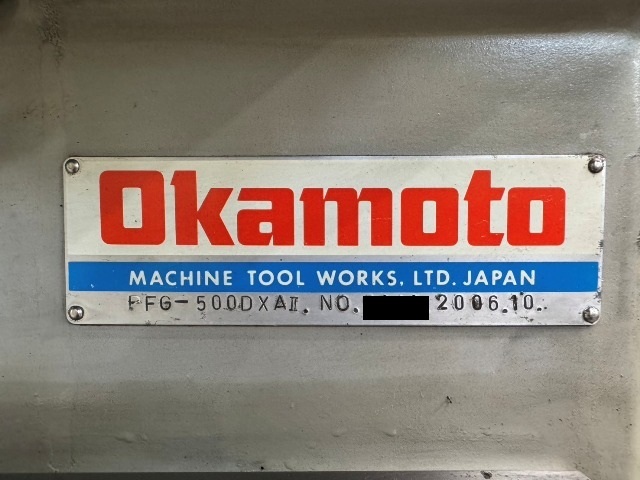 Okamoto
MACHINE TOOL WORKS, LTD. JAPAN
PFG-500DXAⅡ. NO. 2006.10.